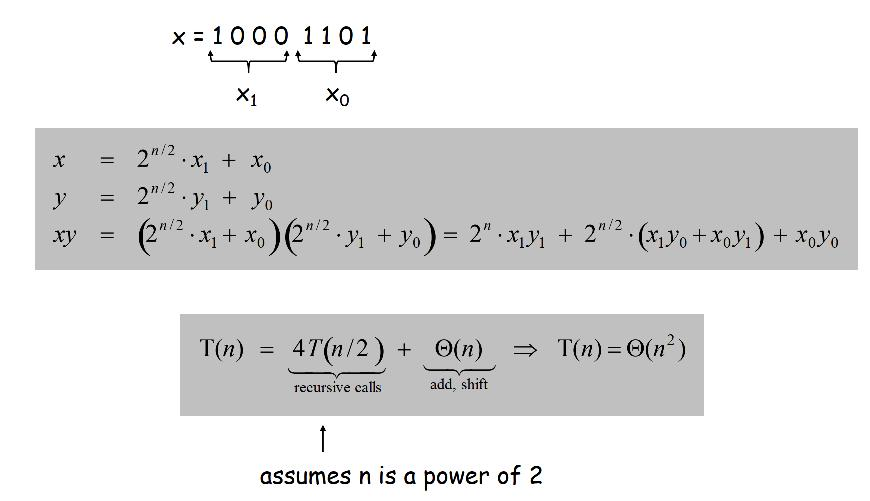 x = 1 0 0 0 1 1 0 1
x₁ x₀
x = 2^{n/2} · x₁ + x₀
y = 2^{n/2} · y₁ + y₀
xy = (2^{n/2} · x₁ + x₀)(2^{n/2} · y₁ + y₀) = 2^n · x₁y₁ + 2^{n/2} · (x₁y₀ + x₀y₁) + x₀y₀
T(n) = 4T(n/2) + Θ(n) ⇒ T(n) = Θ(n²)
recursive calls add, shift
assumes n is a power of 2